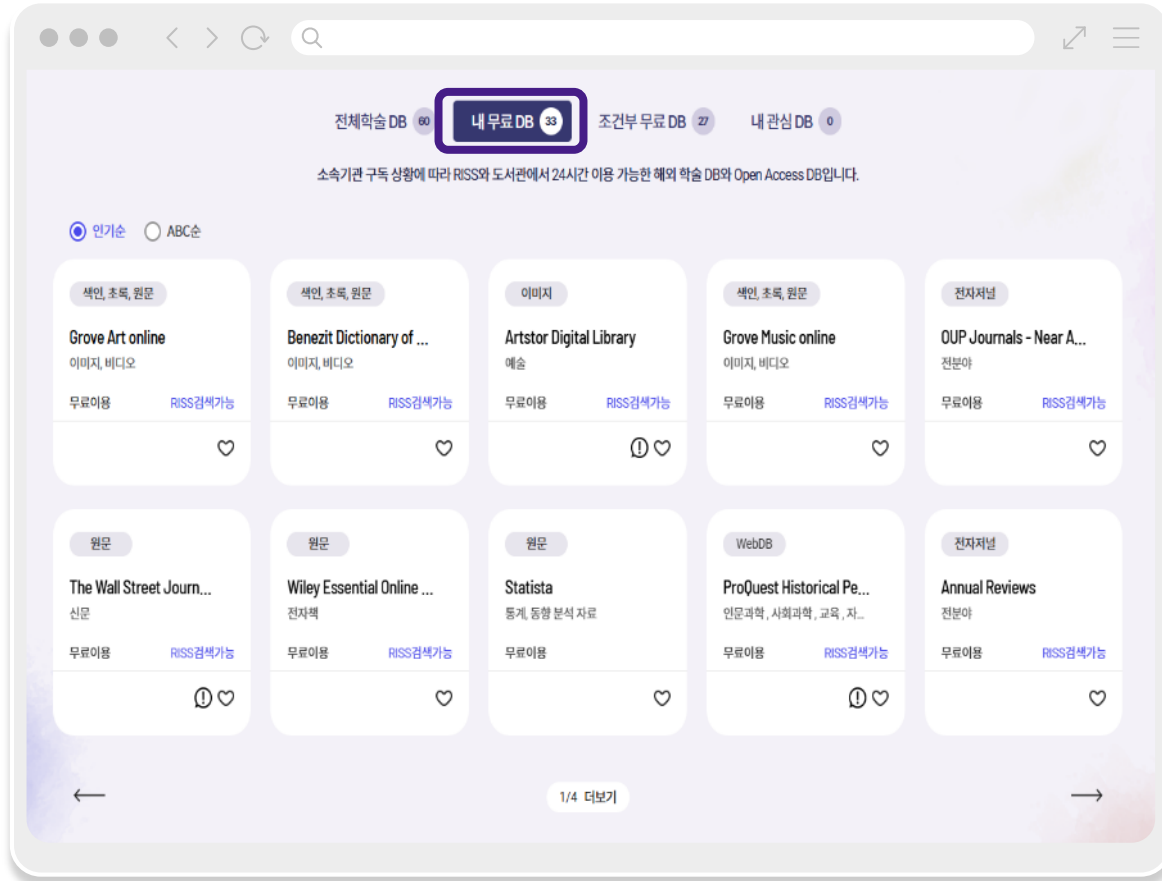 전체학술 DB 60 내 무료 DB 33 조건부 무료 DB 27 내 관심 DB 0
소속기관 구독 상황에 따라 RISS와 도서관에서 24시간 이용 가능한 해외 학술 DB와 Open Access DB입니다.
인기순 ABC순
색인, 초록, 원문
Grove Art online
이미지, 비디오
무료이용 RISS검색가능
색인, 초록, 원문
Benezit Dictionary of ...
이미지, 비디오
무료이용 RISS검색가능
이미지
Artstor Digital Library
예술
무료이용 RISS검색가능
색인, 초록, 원문
Grove Music online
이미지, 비디오
무료이용 RISS검색가능
전자저널
OUP Journals - Near A...
전분야
무료이용 RISS검색가능
원문
The Wall Street Journ...
신문
무료이용 RISS검색가능
원문
Wiley Essential Online ...
전자책
무료이용 RISS검색가능
원문
Statista
통계, 동향 분석 자료
무료이용
WebDB
ProQuest Historical Pe...
인문과학 , 사회과학 , 교육 , 자...
무료이용 RISS검색가능
전자저널
Annual Reviews
전분야
무료이용 RISS검색가능
1/4 더보기